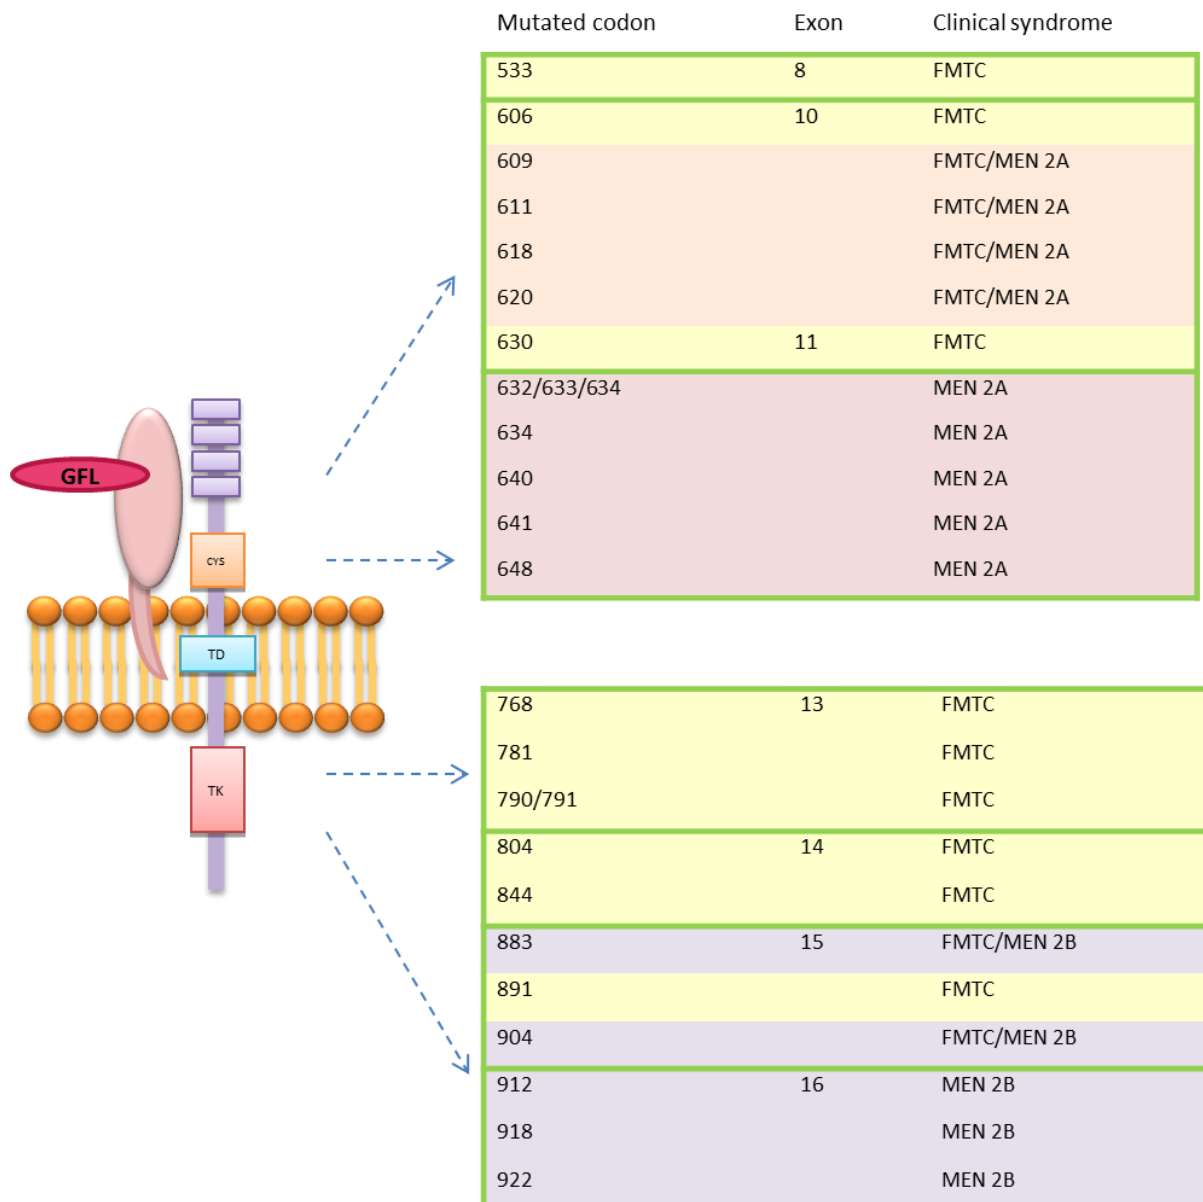 Mutated codon Exon Clinical syndrome
533 8 FMTC
606 10 FMTC
609 FMTC/MEN 2A
611 FMTC/MEN 2A
618 FMTC/MEN 2A
620 FMTC/MEN 2A
630 11 FMTC
632/633/634 MEN 2A
634 MEN 2A
640 MEN 2A
641 MEN 2A
648 MEN 2A
GFL
CYS
TD
TK
768 13 FMTC
781 FMTC
790/791 FMTC
804 14 FMTC
844 FMTC
883 15 FMTC/MEN 2B
891 FMTC
904 FMTC/MEN 2B
912 16 MEN 2B
918 MEN 2B
922 MEN 2B